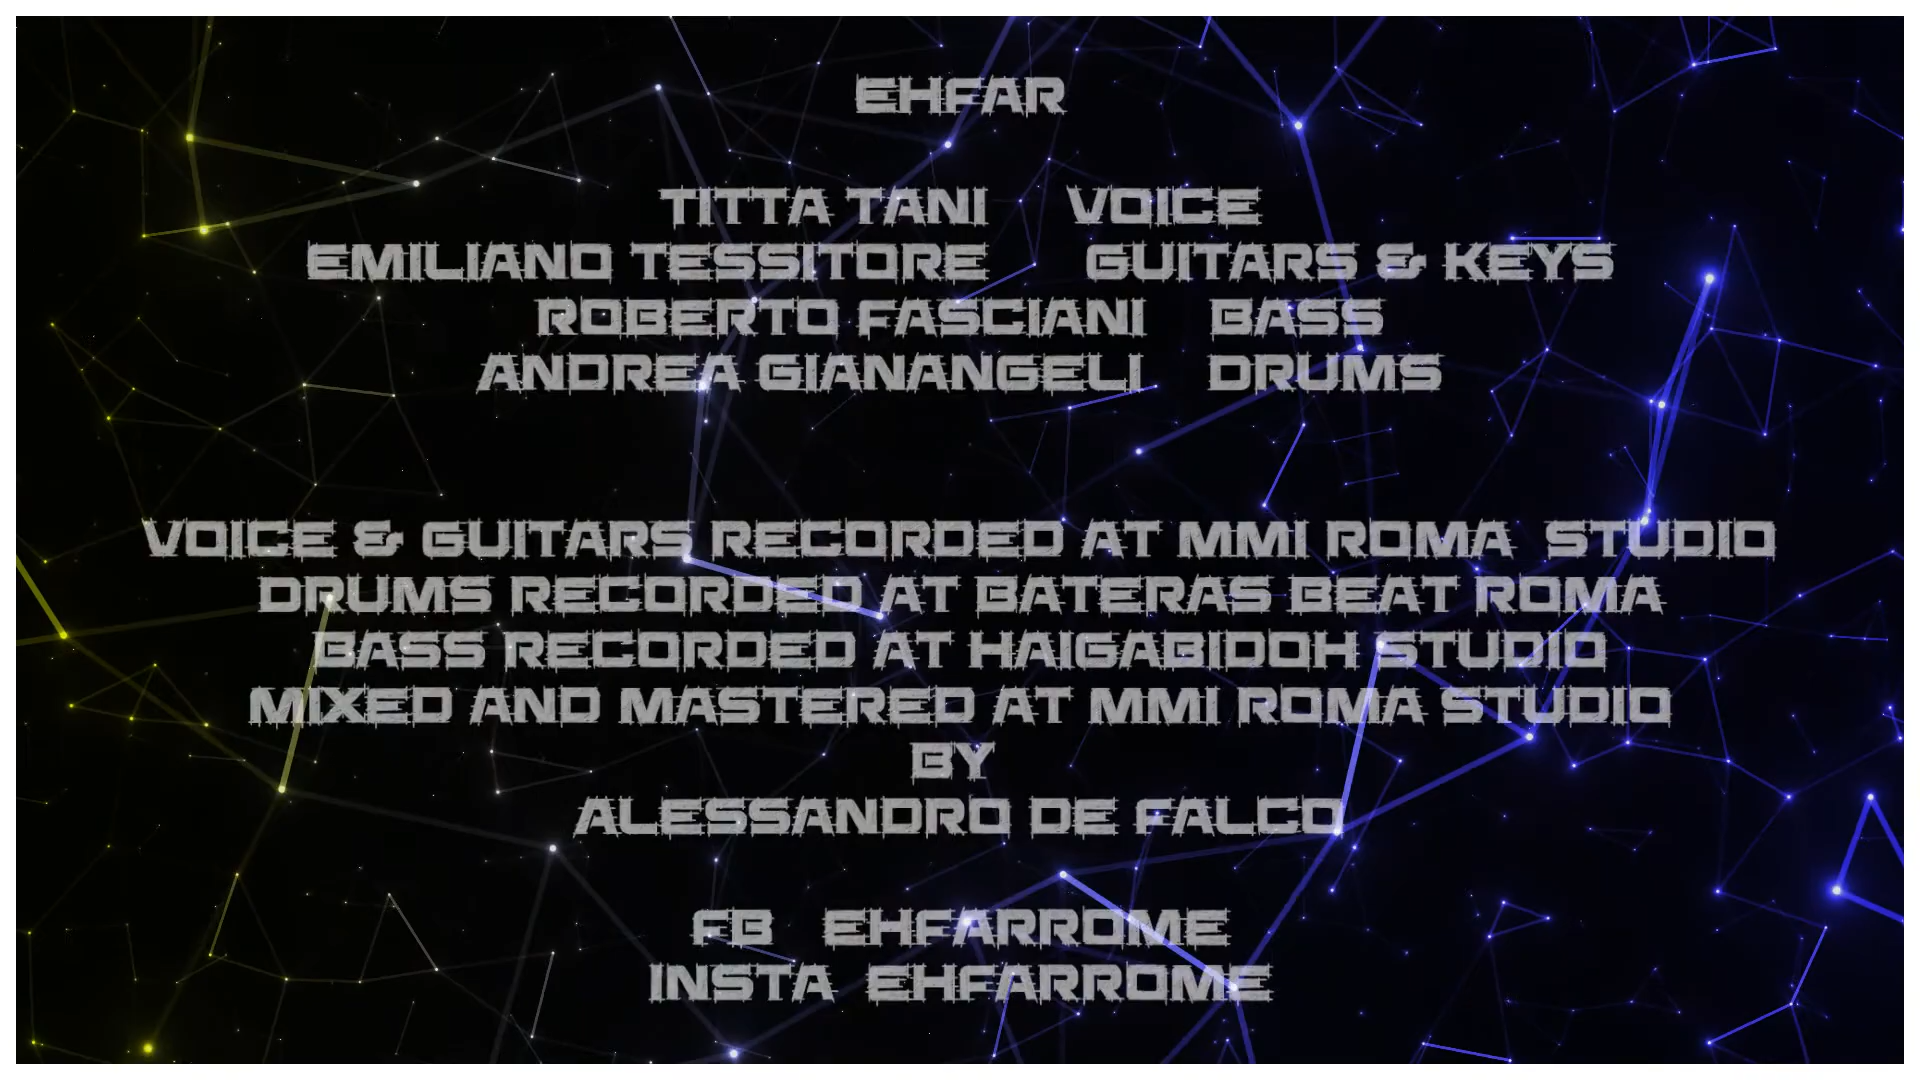 EHFAR
TITTA TANI VOICE
EMILIANO TESSITORE GUITARS & KEYS
ROBERTO FASCIANI BASS
ANDREA GIANANGELI DRUMS
VOICE & GUITARS RECORDED AT MMI ROMA STUDIO
DRUMS RECORDED AT BATERAS BEAT ROMA
BASS RECORDED AT HAIGABIDOH STUDIO
MIXED AND MASTERED AT MMI ROMA STUDIO
BY
ALESSANDRO DE FALCO
FB EHFARROME
INSTA EHFARROME